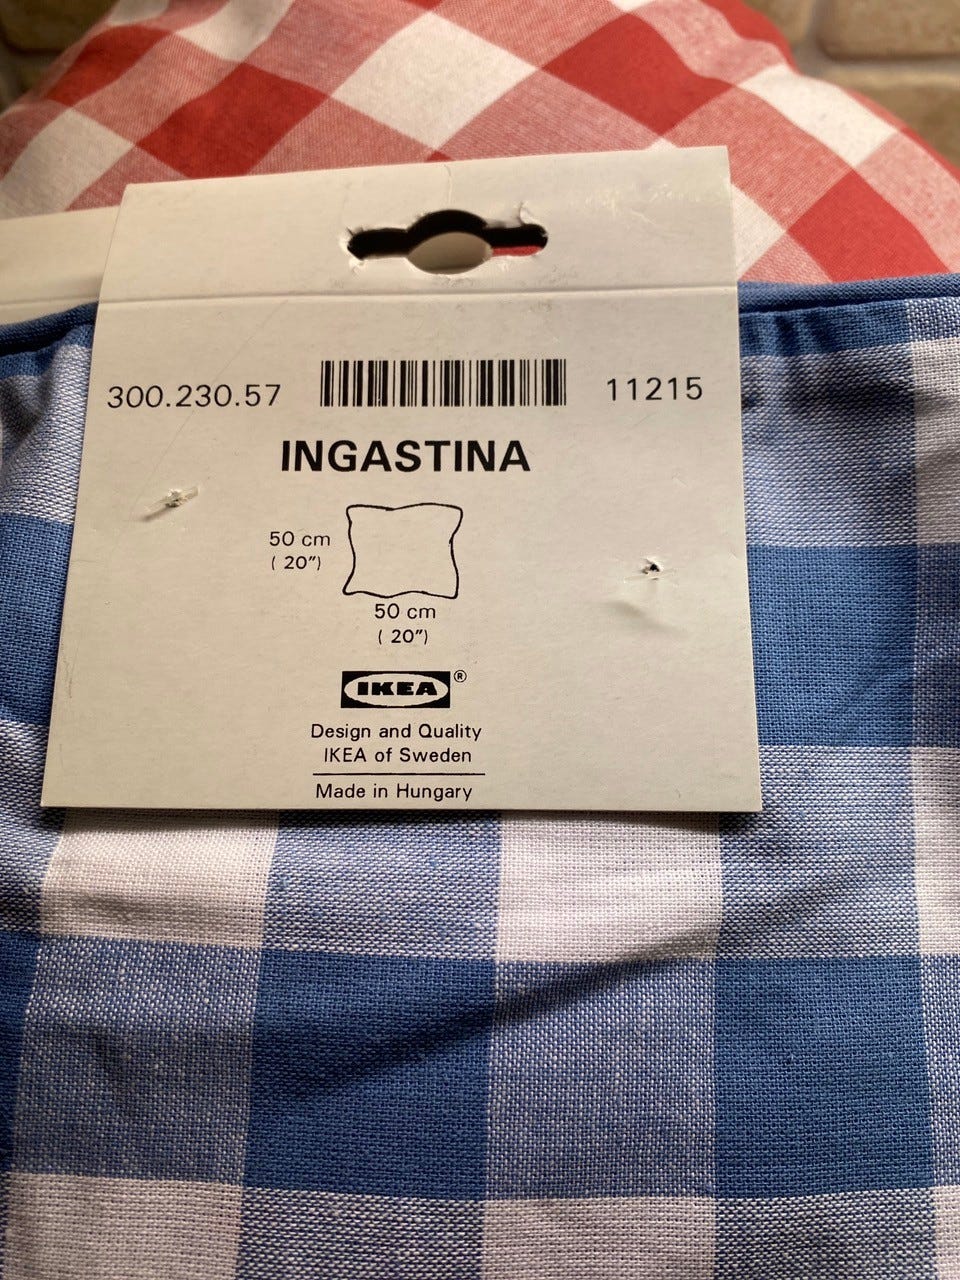 300.230.57 11215
INGASTINA
50 cm
( 20″)
50 cm
( 20″)
IKEA®
Design and Quality
IKEA of Sweden
Made in Hungary